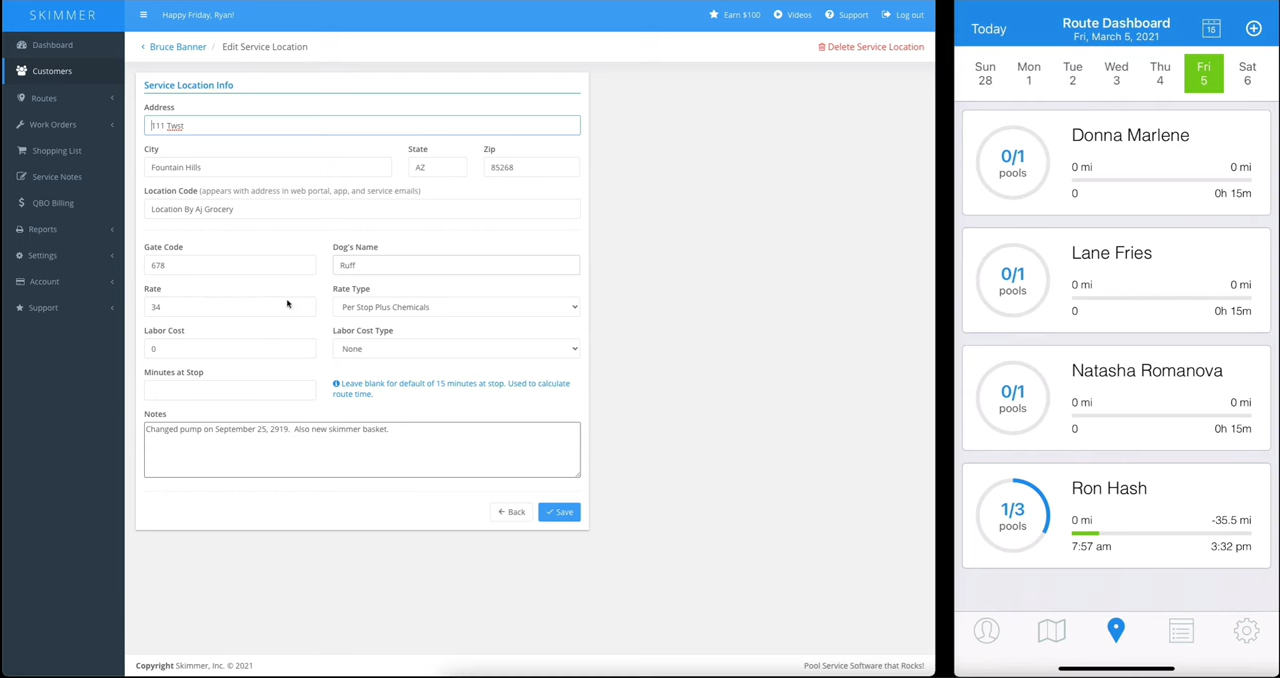 SKIMMER
Happy Friday, Ryan!
Earn $100
Videos
Support
Log out
Dashboard
Customers
Routes
Work Orders
Shopping List
Service Notes
QBO Billing
Reports
Settings
Account
Support
Bruce Banner / Edit Service Location
Delete Service Location
Service Location Info
Address
111 Twst
City
State
Zip
Fountain Hills
AZ
85268
Location Code (appears with address in web portal, app, and service emails)
Location By Aj Grocery
Gate Code
Dog's Name
678
Ruff
Rate
Rate Type
34
Per Stop Plus Chemicals
Labor Cost
Labor Cost Type
0
None
Minutes at Stop
Leave blank for default of 15 minutes at stop. Used to calculate
route time.
Notes
Changed pump on September 25, 2919. Also new skimmer basket.
Back
Save
Copyright Skimmer, Inc. © 2021
Pool Service Software that Rocks!
Today
Route Dashboard
Fri, March 5, 2021
15
Sun Mon Tue Wed Thu Fri Sat
28 1 2 3 4 5 6
Donna Marlene
0/1
pools
0 mi 0 mi
0 0h 15m
Lane Fries
0/1
pools
0 mi 0 mi
0 0h 15m
Natasha Romanova
0/1
pools
0 mi 0 mi
0 0h 15m
Ron Hash
1/3
pools
0 mi -35.5 mi
7:57 am 3:32 pm